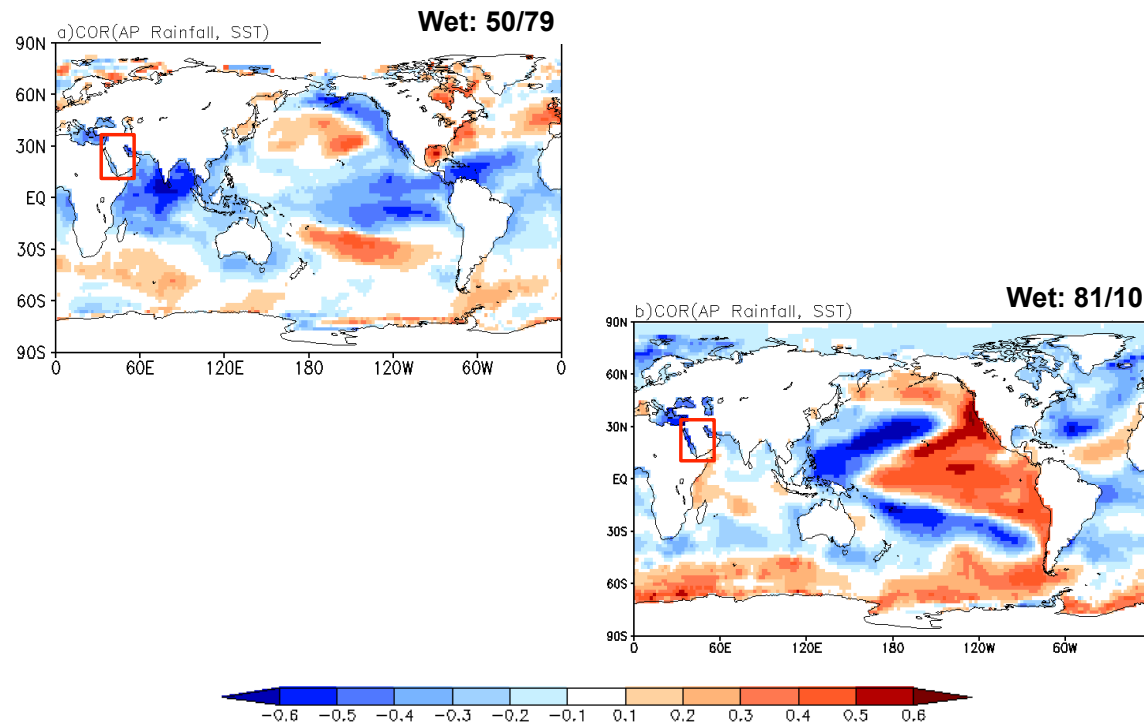 Wet: 50/79
a)COR(AP Rainfall, SST)
90N
60N
30N
EQ
30S
60S
90S
0 60E 120E 180 120W 60W 0
Wet: 81/10
b)COR(AP Rainfall, SST)
90N
60N
30N
EQ
30S
60S
90S
0 60E 120E 180 120W 60W
-0.6 -0.5 -0.4 -0.3 -0.2 -0.1 0.1 0.2 0.3 0.4 0.5 0.6